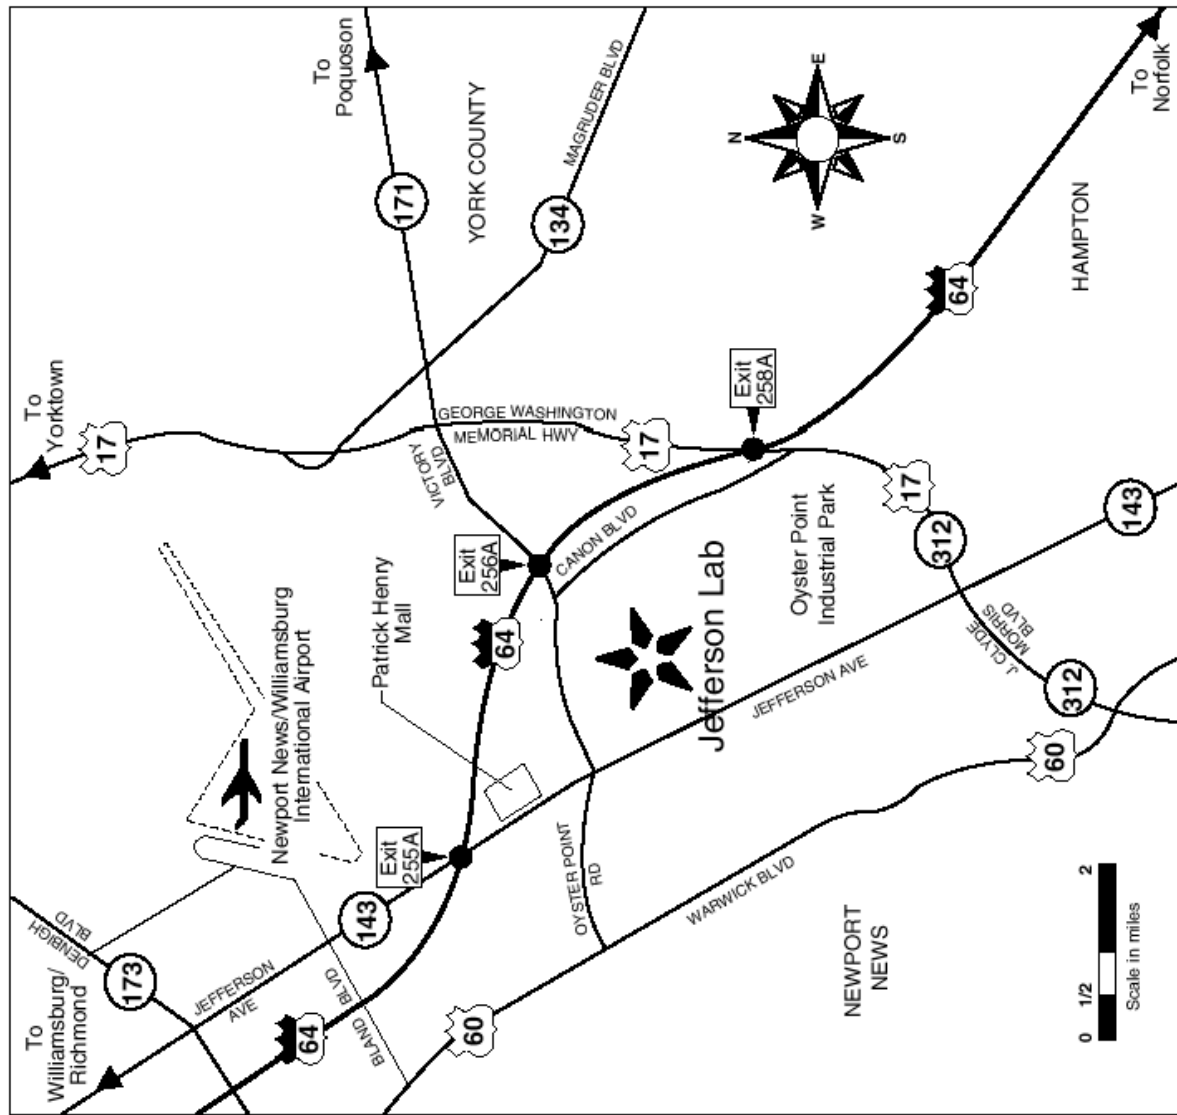 To
Williamsburg/
Richmond
DENBIGH
BLVD
173
JEFFERSON
AVE
64
BLAND BLVD
143
60
Newport News/Williamsburg
International Airport
Exit
255A
Patrick Henry
Mall
64
Exit
256A
To
Yorktown
17
VICTORY
BLVD
GEORGE WASHINGTON
MEMORIAL HWY
17
To
Poquoson
171
YORK COUNTY
134
MAGRUDER BLVD
N
E
S
W
To
Norfolk
HAMPTON
64
Exit
258A
CANON BLVD
Jefferson Lab
Oyster Point
Industrial Park
17
312
143
J. CLYDE
MORRIS
BLVD
312
JEFFERSON AVE
OYSTER POINT
RD
WARWICK BLVD
60
NEWPORT
NEWS
0 1/2 2
Scale in miles